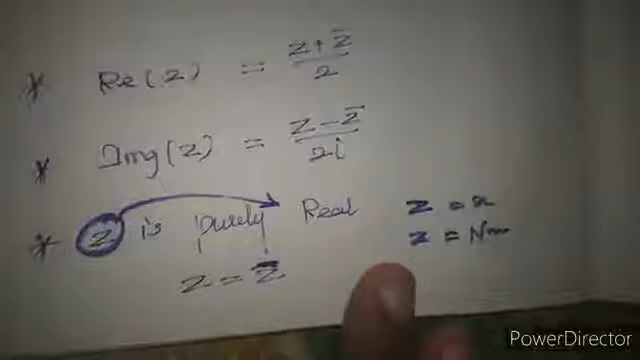 * Re(z) = z + z̄ / 2
* Img(z) = z - z̄ / 2i
* z is purely Real z = x
z = z̄ z =
PowerDirector